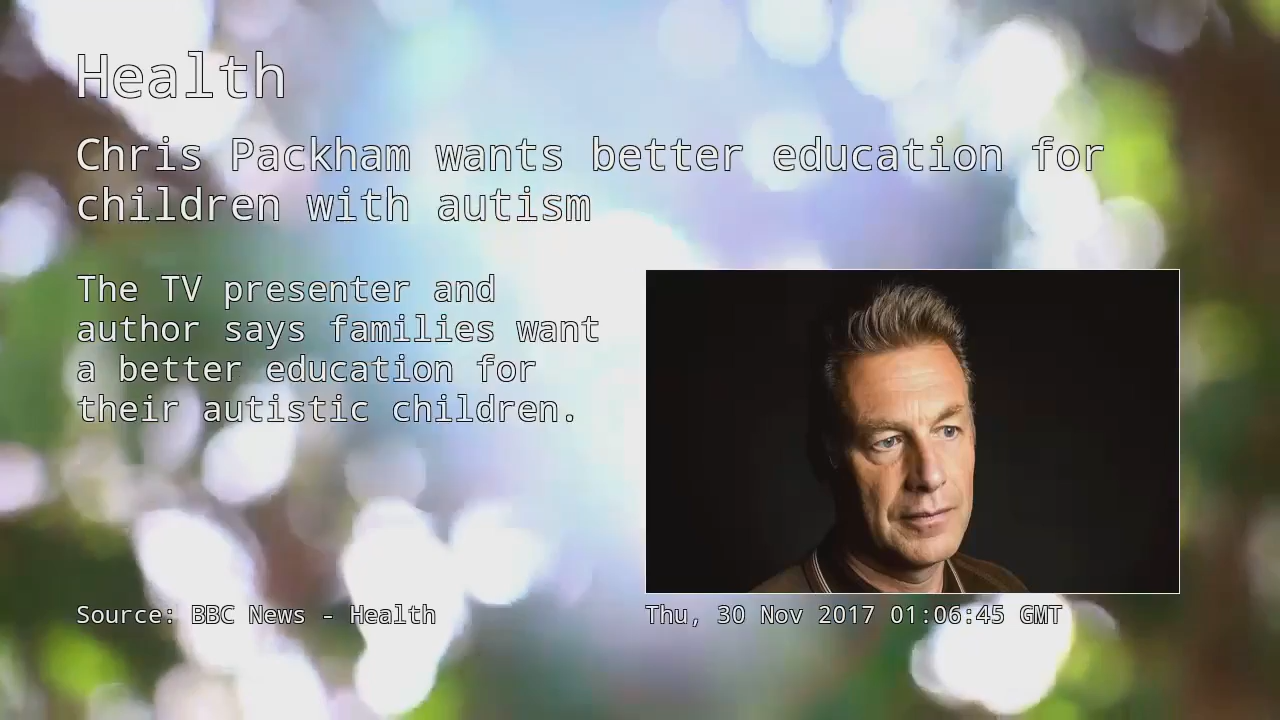 Health
Chris Packham wants better education for
children with autism
The TV presenter and
author says families want
a better education for
their autistic children.
Source: BBC News - Health
Thu, 30 Nov 2017 01:06:45 GMT